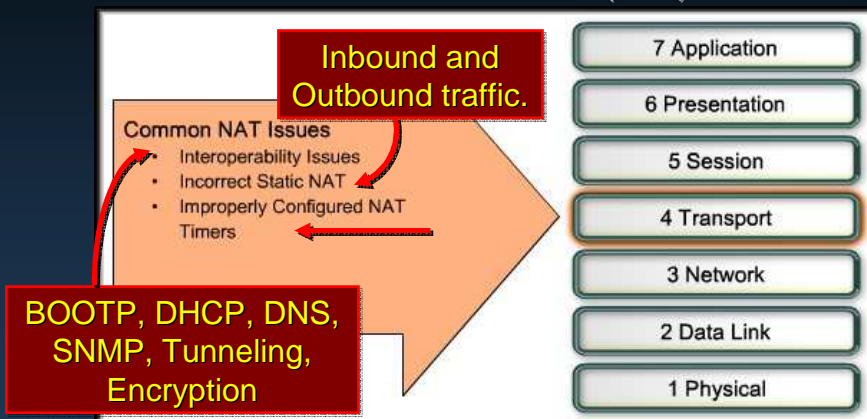 Inbound and
Outbound traffic.
Common NAT Issues
• Interoperability Issues
• Incorrect Static NAT
• Improperly Configured NAT
Timers
BOOTP, DHCP, DNS,
SNMP, Tunneling,
Encryption
7 Application
6 Presentation
5 Session
4 Transport
3 Network
2 Data Link
1 Physical